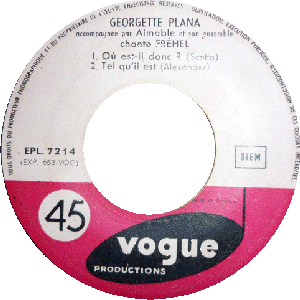 GEORGETTE PLANA
accompagnée par Aimable et son ensemble
chante FRÉHEL
1. Où est-il donc ? (Scotto)
2. Tel qu'il est (Alexander)
EPL. 7214
(EXP. 663-VOG)
BIEM
45
vogue
PRODUCTIONS